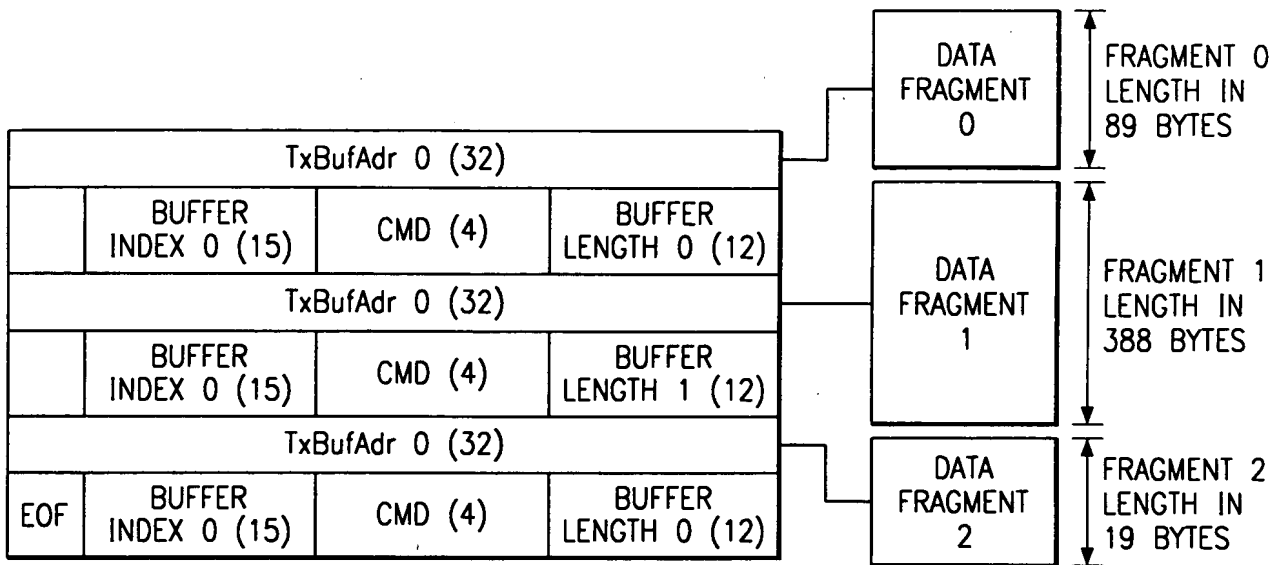 TxBufAdr 0 (32)
BUFFER
INDEX 0 (15)
CMD (4)
BUFFER
LENGTH 0 (12)
TxBufAdr 0 (32)
BUFFER
INDEX 0 (15)
CMD (4)
BUFFER
LENGTH 1 (12)
TxBufAdr 0 (32)
EOF
BUFFER
INDEX 0 (15)
CMD (4)
BUFFER
LENGTH 0 (12)
DATA
FRAGMENT
0
FRAGMENT 0
LENGTH IN
89 BYTES
DATA
FRAGMENT
1
FRAGMENT 1
LENGTH IN
388 BYTES
DATA
FRAGMENT
2
FRAGMENT 2
LENGTH IN
19 BYTES